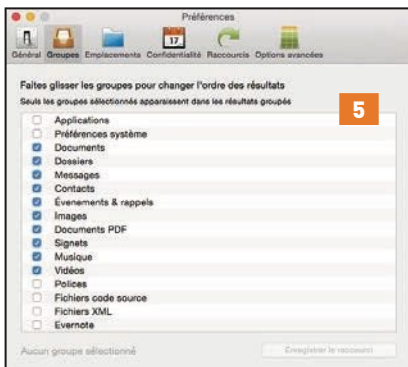 Préférences
17
Général Groupes Emplacements Confidentialité Raccourcis Options avancées
Faites glisser les groupes pour changer l'ordre des résultats
Seuls les groupes sélectionnés apparaissent dans les résultats groupés
5
Applications
Préférences système
Documents
Dossiers
Messages
Contacts
Évenements & rappels
Images
Documents PDF
Signets
Musique
Vidéos
Polices
Fichiers code source
Fichiers XML
Evernote
Aucun groupe sélectionné
Enregistrer le raccourci